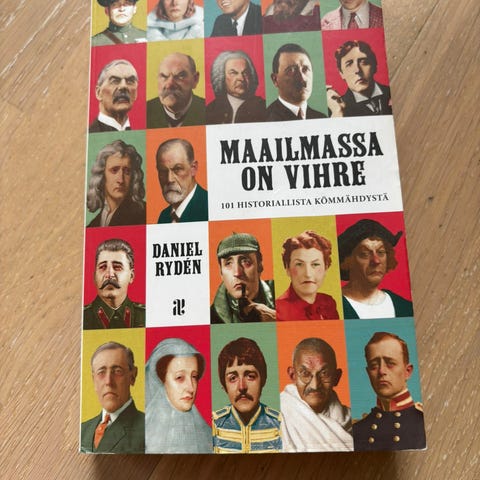 MAAILMASSA
ON VIHRE
101 HISTORIALLISTA KÖMMÄHDYSTÄ
DANIEL
RYDÉN